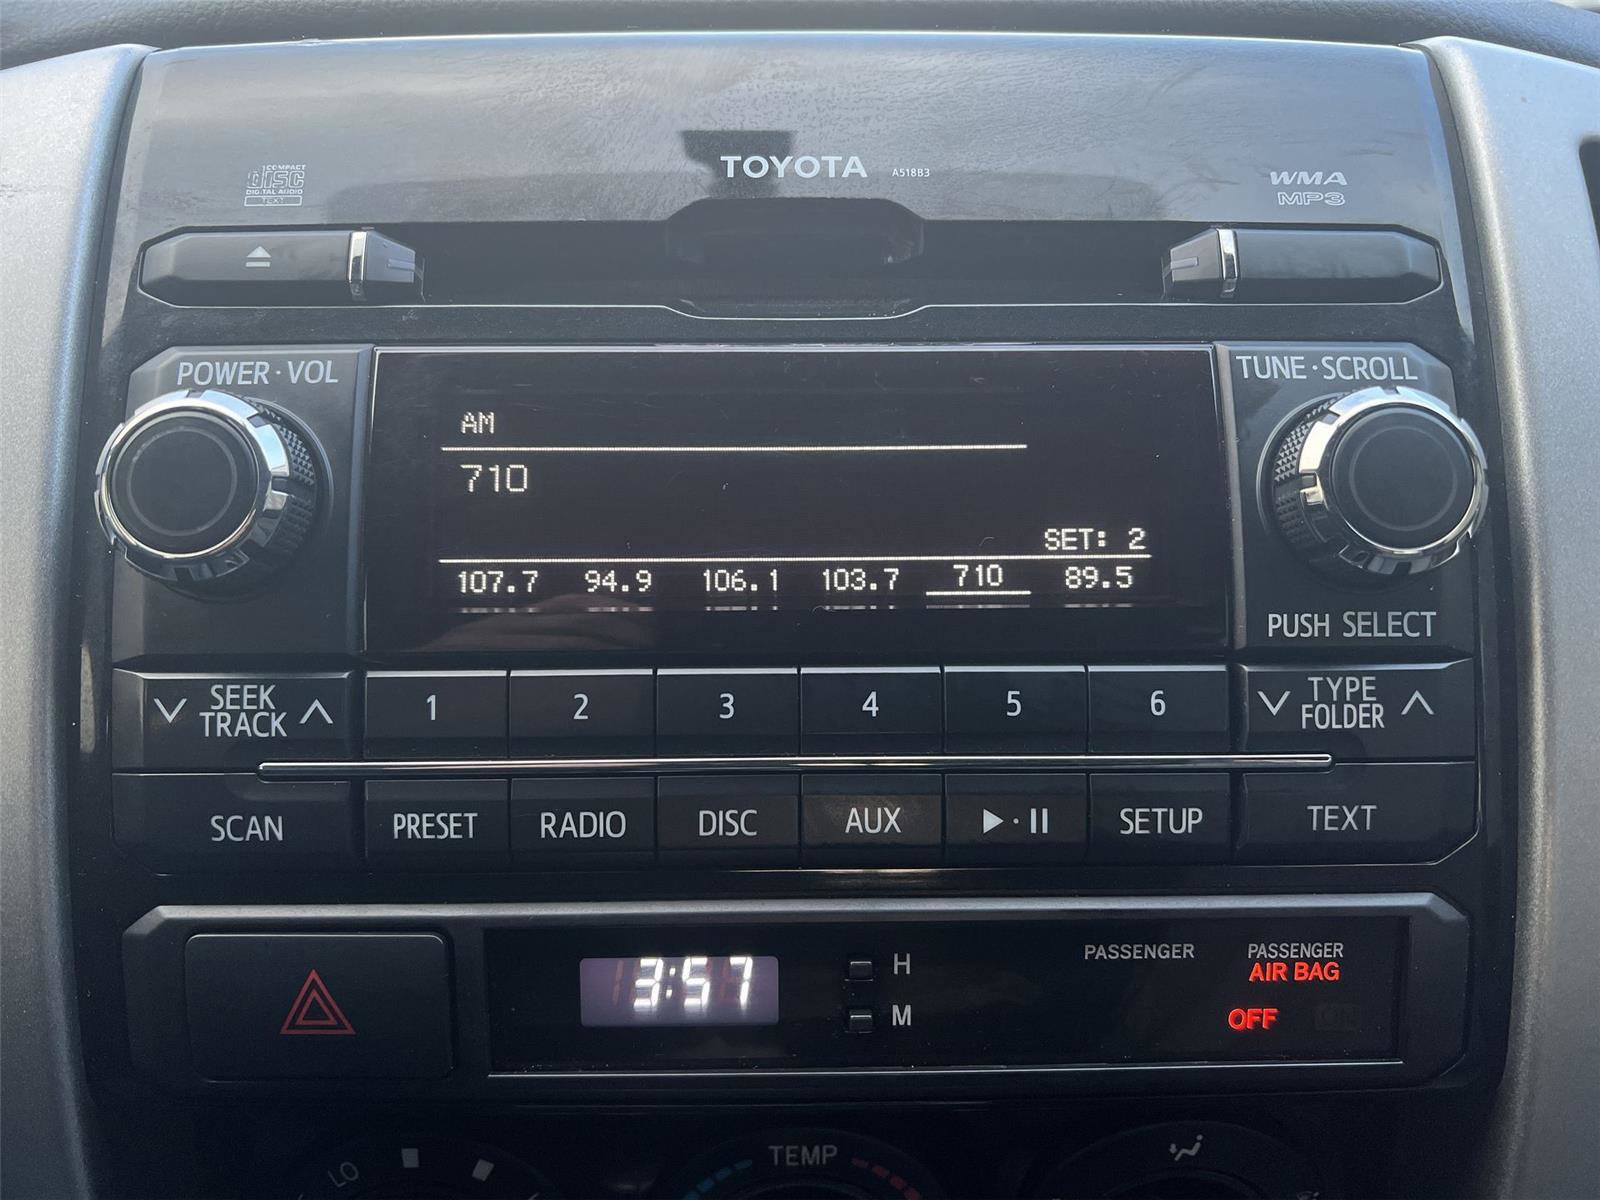 COMPACT
DISC
DIGITAL AUDIO
TEXT
TOYOTA A518B3
WMA
MP3
POWER·VOL
TUNE·SCROLL
AM
710
SET: 2
107.7 94.9 106.1 103.7 710 89.5
PUSH SELECT
SEEK
TRACK
1 2 3 4 5 6
TYPE
FOLDER
SCAN PRESET RADIO DISC AUX SETUP TEXT
3:57
H
M
PASSENGER
PASSENGER
AIR BAG
OFF
LO
TEMP